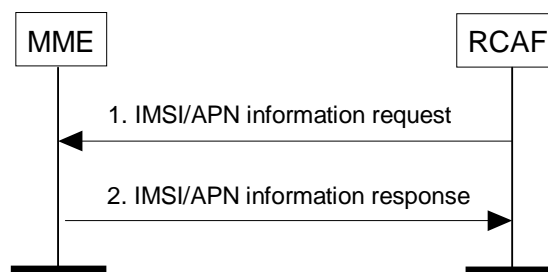 MME
RCAF
1. IMSI/APN information request
2. IMSI/APN information response